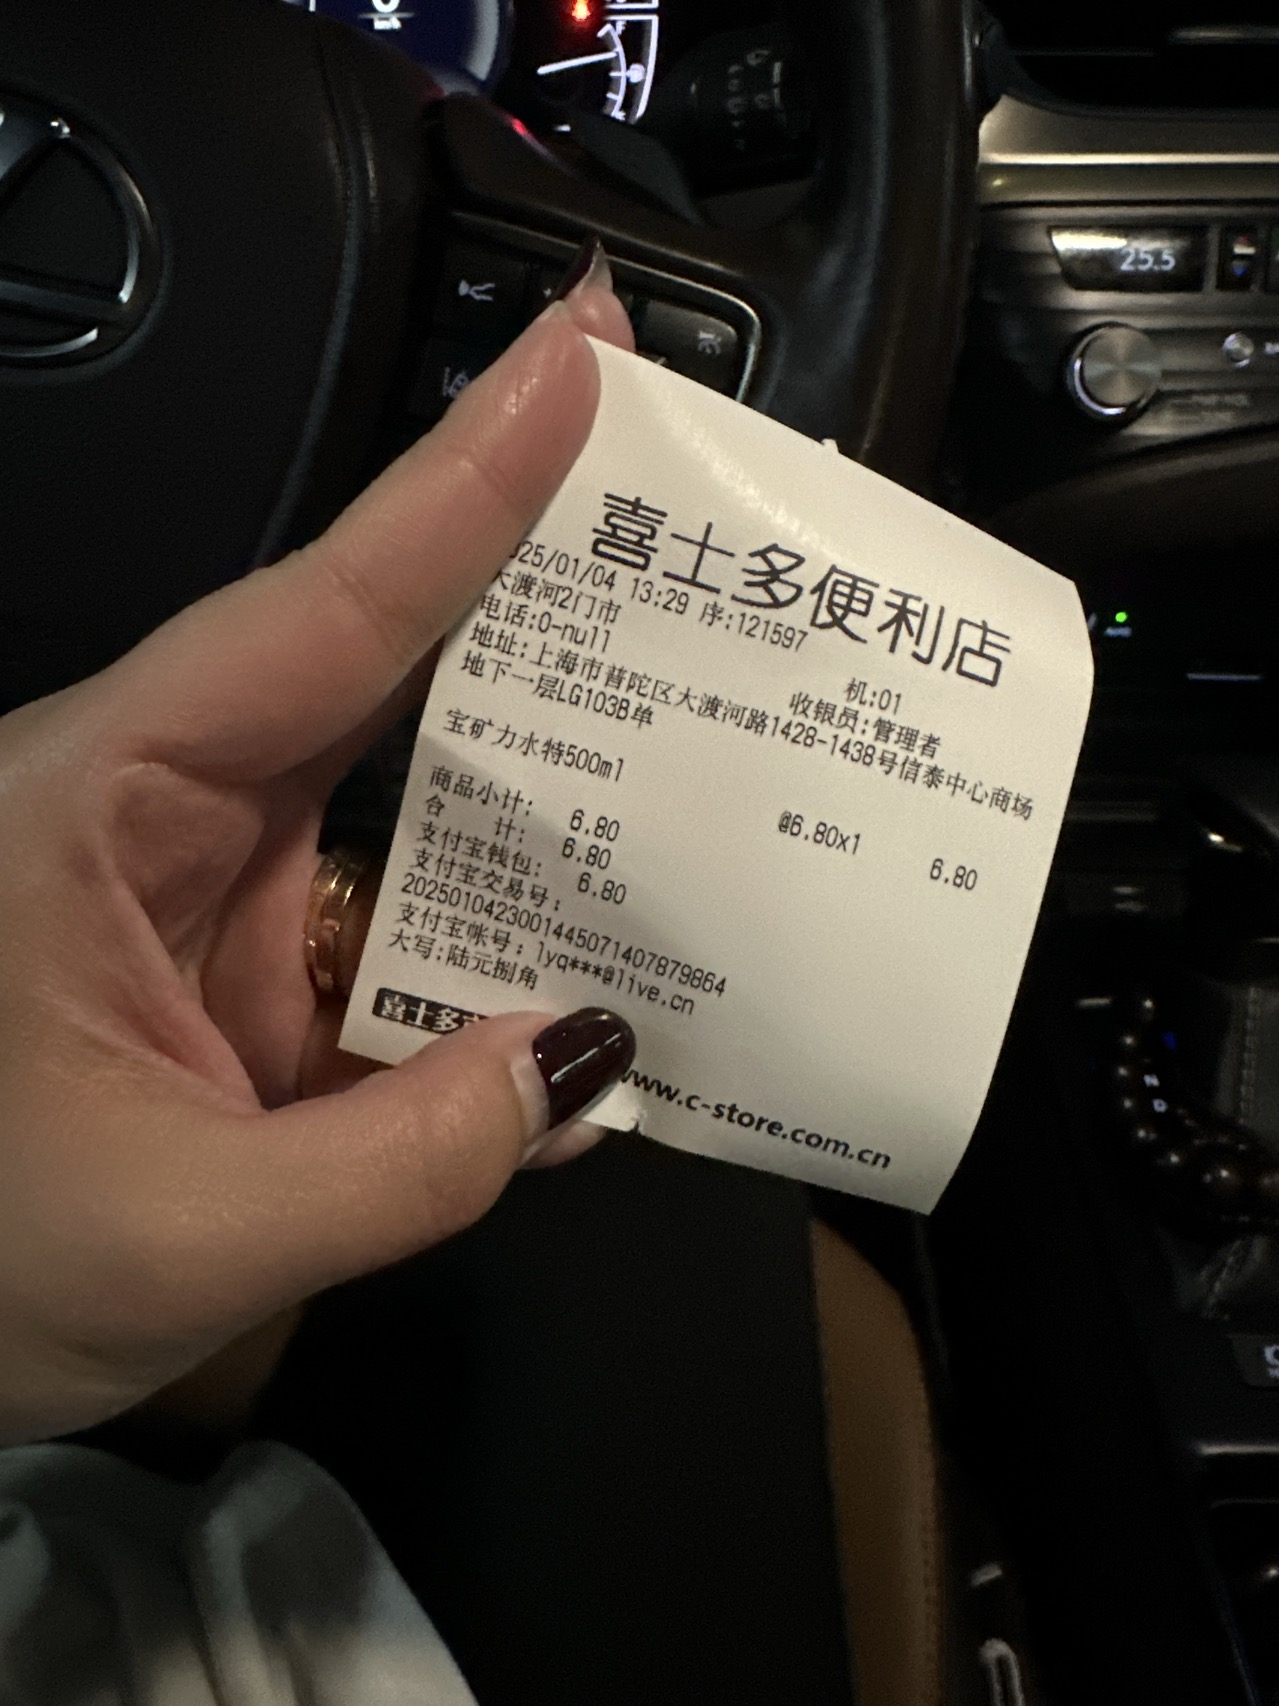 km/h
25.5
喜士多便利店
025/01/04 13:29 序:121597 机:01
大渡河2门市 收银员:管理者
电话:0-null
地址:上海市普陀区大渡河路1428-1438号信泰中心商场
地下一层LG103B单
宝矿力水特500ml
@6.80x1 6.80
商品小计: 6.80
合 计: 6.80
支付宝钱包: 6.80
支付宝交易号:
2025010423001445071407879864
支付宝帐号:lyq***@live.cn
大写:陆元捌角
喜士多
www.c-store.com.cn
N
D